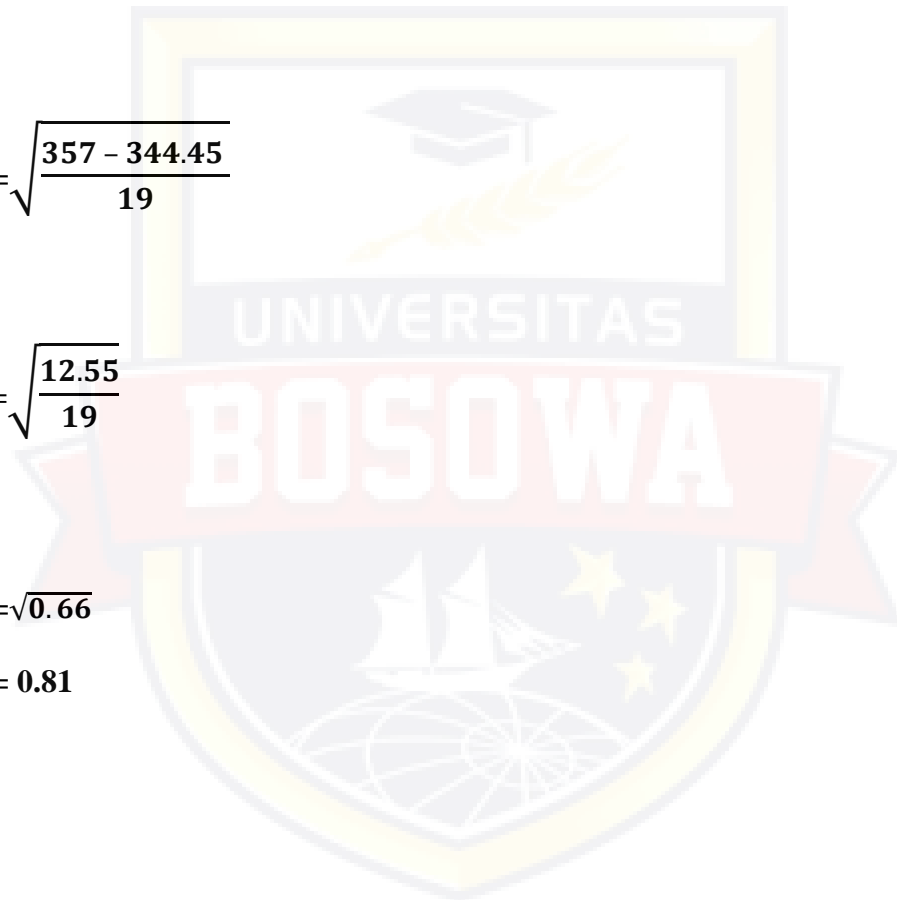 =√(357 – 344.45 / 19)
UNIVERSITAS
=√(12.55 / 19)
BOSOWA
=√0.66
= 0.81